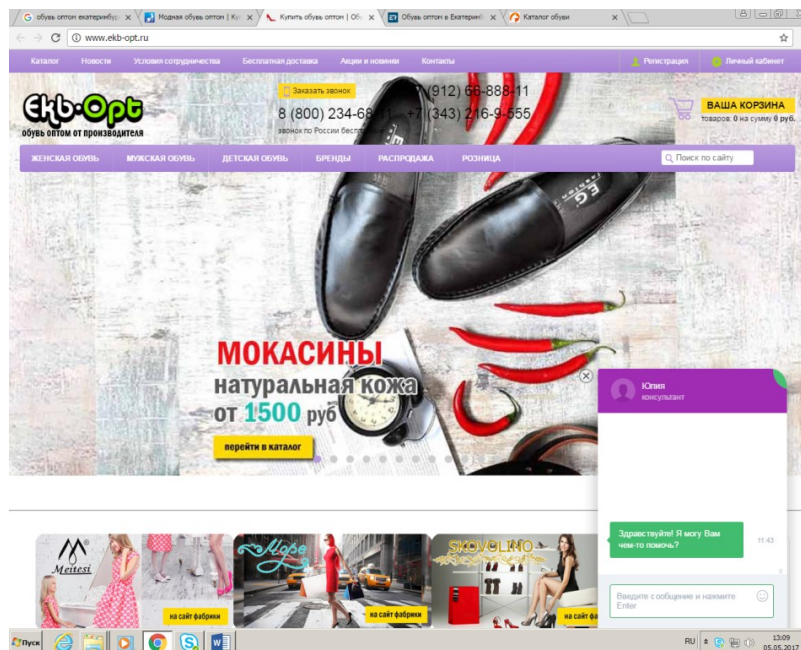 обувь оптом екатеринбург
Модная обувь оптом | Ку
Купить обувь оптом | Об
Обувь оптом в Екатеринб
Каталог обуви
www.ekb-opt.ru
Каталог
Новости
Условия сотрудничества
Бесплатная доставка
Акции и новинки
Контакты
Регистрация
Личный кабинет
Ekb-Opt
обувь оптом от производителя
Заказать звонок
(912) 66-888-11
8 (800) 234-68-11
+7 (343) 216-9-555
звонок по России
ВАША КОРЗИНА
товаров: 0 на сумму 0 руб.
ЖЕНСКАЯ ОБУВЬ
МУЖСКАЯ ОБУВЬ
ДЕТСКАЯ ОБУВЬ
БРЕНДЫ
РАСПРОДАЖА
РОЗНИЦА
Поиск по сайту
EG
МОКАСИНЫ
натуральная кожа
от 1500 руб
перейти в каталог
Юлия
консультант
Здравствуйте! Я могу Вам
чем-то помочь?
11:43
Введите сообщение и нажмите
Enter
Meitesi
на сайт фабрики
Море
на сайт фабрики
SKOVOLINO
на сайт фа
Пуск
RU
13:09
05.05.2017